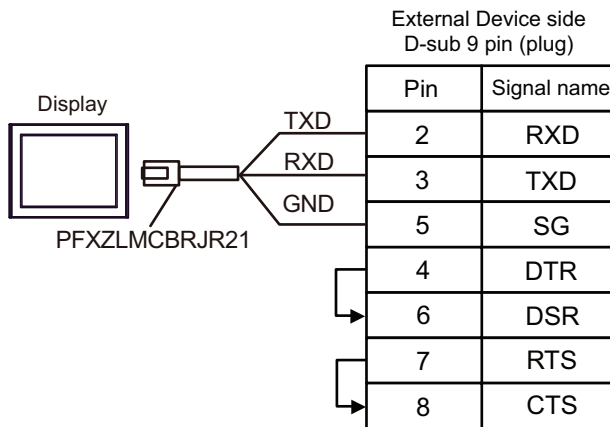 External Device side
D-sub 9 pin (plug)
Display
PFXZLMCBRJR21
TXD
RXD
GND
Pin Signal name
2 RXD
3 TXD
5 SG
4 DTR
6 DSR
7 RTS
8 CTS